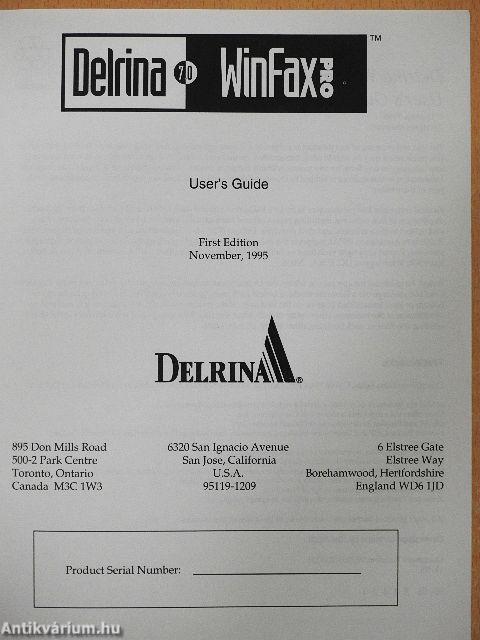 Delrina 7.0 WinFax PRO ™
User's Guide
First Edition
November, 1995
DELRINA®
895 Don Mills Road
500-2 Park Centre
Toronto, Ontario
Canada M3C 1W3
6320 San Ignacio Avenue
San Jose, California
U.S.A.
95119-1209
6 Elstree Gate
Elstree Way
Borehamwood, Hertfordshire
England WD6 1JD
Product Serial Number:
Antikvárium.hu